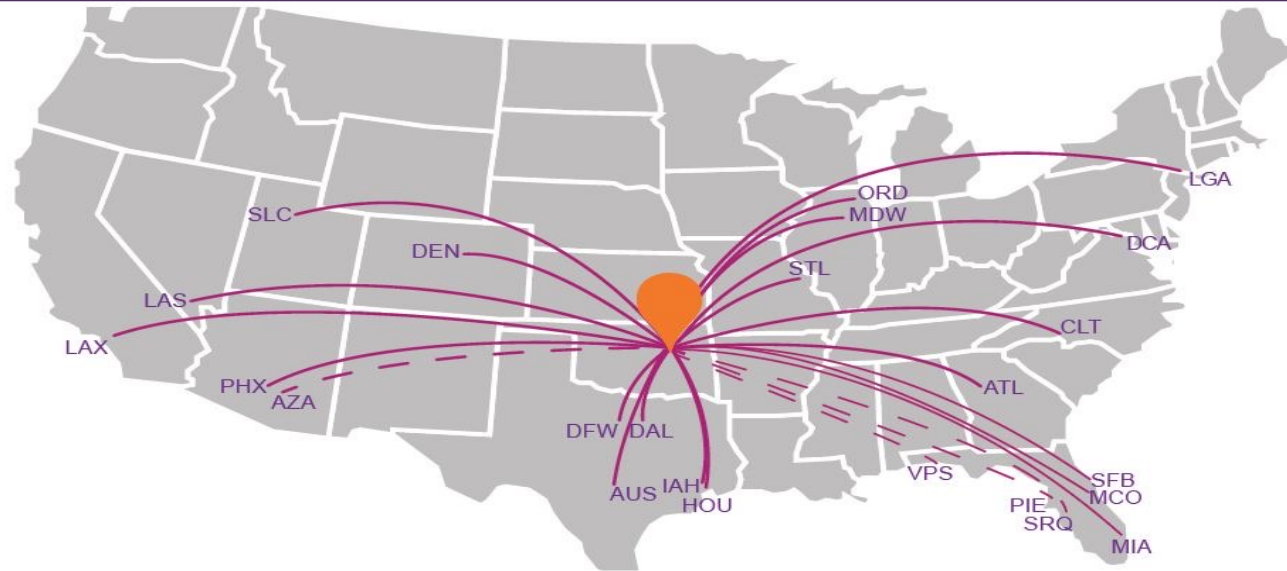 LGA
ORD
SLC
MDW
DCA
DEN
STL
LAS
CLT
LAX
PHX
ATL
AZA
DFW DAL
VPS
SFB
AUS
IAH
MCO
HOU
PIE
SRQ
MIA